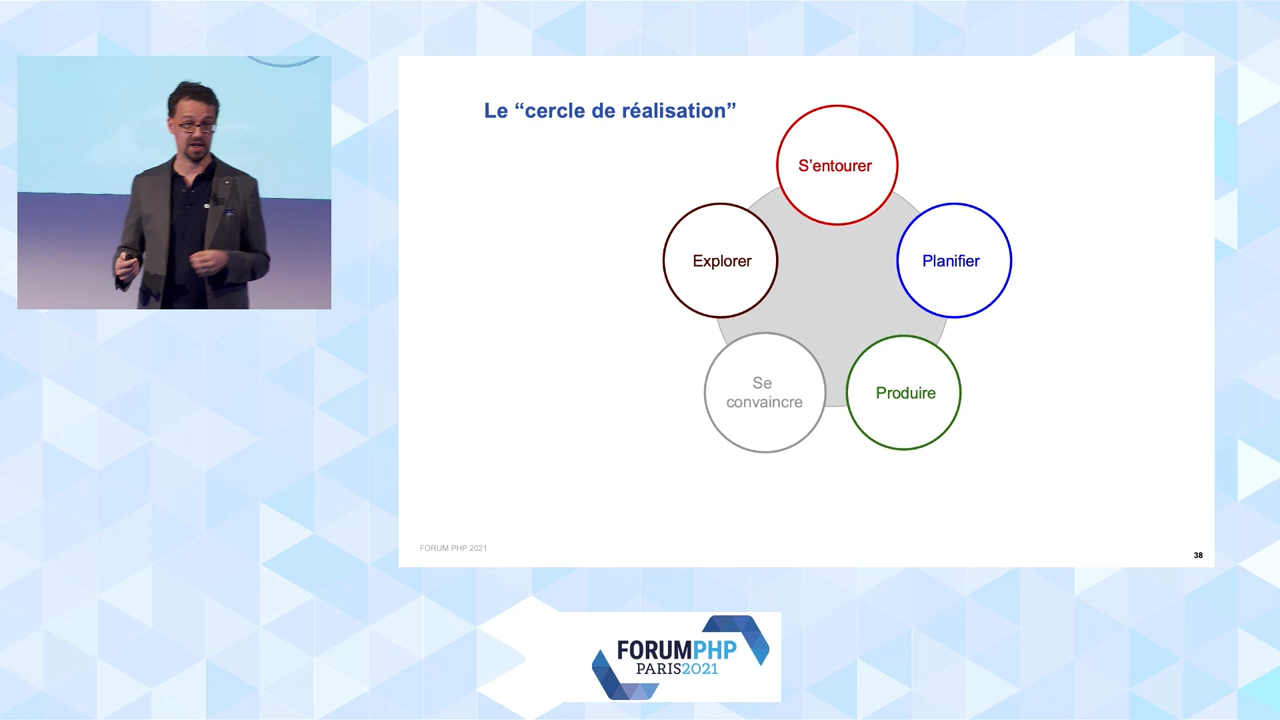 Le “cercle de réalisation”
S’entourer
Explorer
Planifier
Se
convaincre
Produire
FORUM PHP 2021
38
FORUMPHP
PARIS2021